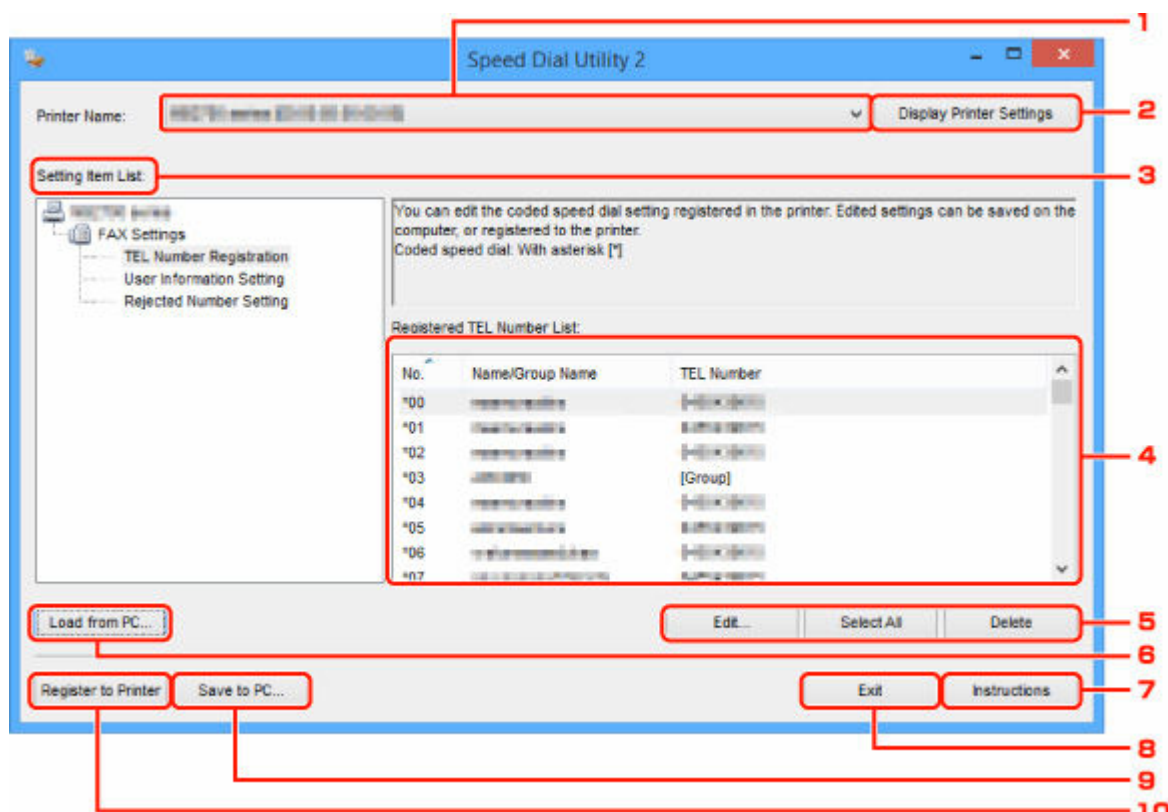 1
Speed Dial Utility 2
Printer Name:
Display Printer Settings
2
Setting Item List:
3
You can edit the coded speed dial setting registered in the printer. Edited settings can be saved on the
computer, or registered to the printer.
Coded speed dial: With asterisk [*]
FAX Settings
TEL Number Registration
User Information Setting
Rejected Number Setting
Registered TEL Number List:
No. Name/Group Name TEL Number
*00
*01
*02
*03 [Group]
*04
*05
*06
*07
4
Load from PC...
Edit... Select All Delete
5
6
Register to Printer Save to PC... Exit Instructions
7
8
9
10